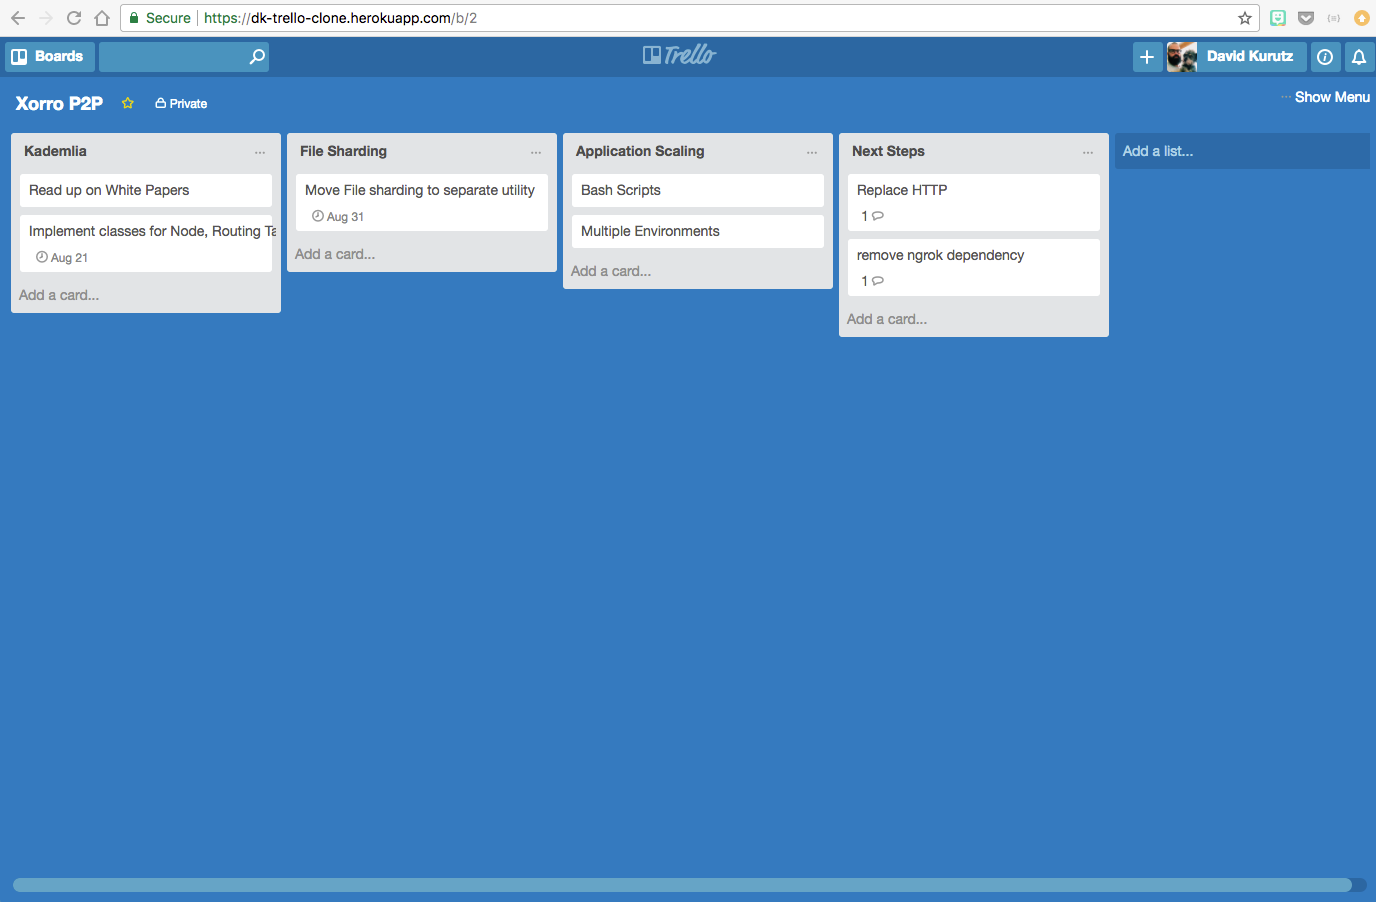 Secure https://dk-trello-clone.herokuapp.com/b/2
Boards
Trello
David Kurutz
Xorro P2P
Private
Show Menu
Kademlia
Read up on White Papers
Implement classes for Node, Routing Ta
Aug 21
Add a card...
File Sharding
Move File sharding to separate utility
Aug 31
Add a card...
Application Scaling
Bash Scripts
Multiple Environments
Add a card...
Next Steps
Replace HTTP
1
remove ngrok dependency
1
Add a card...
Add a list...